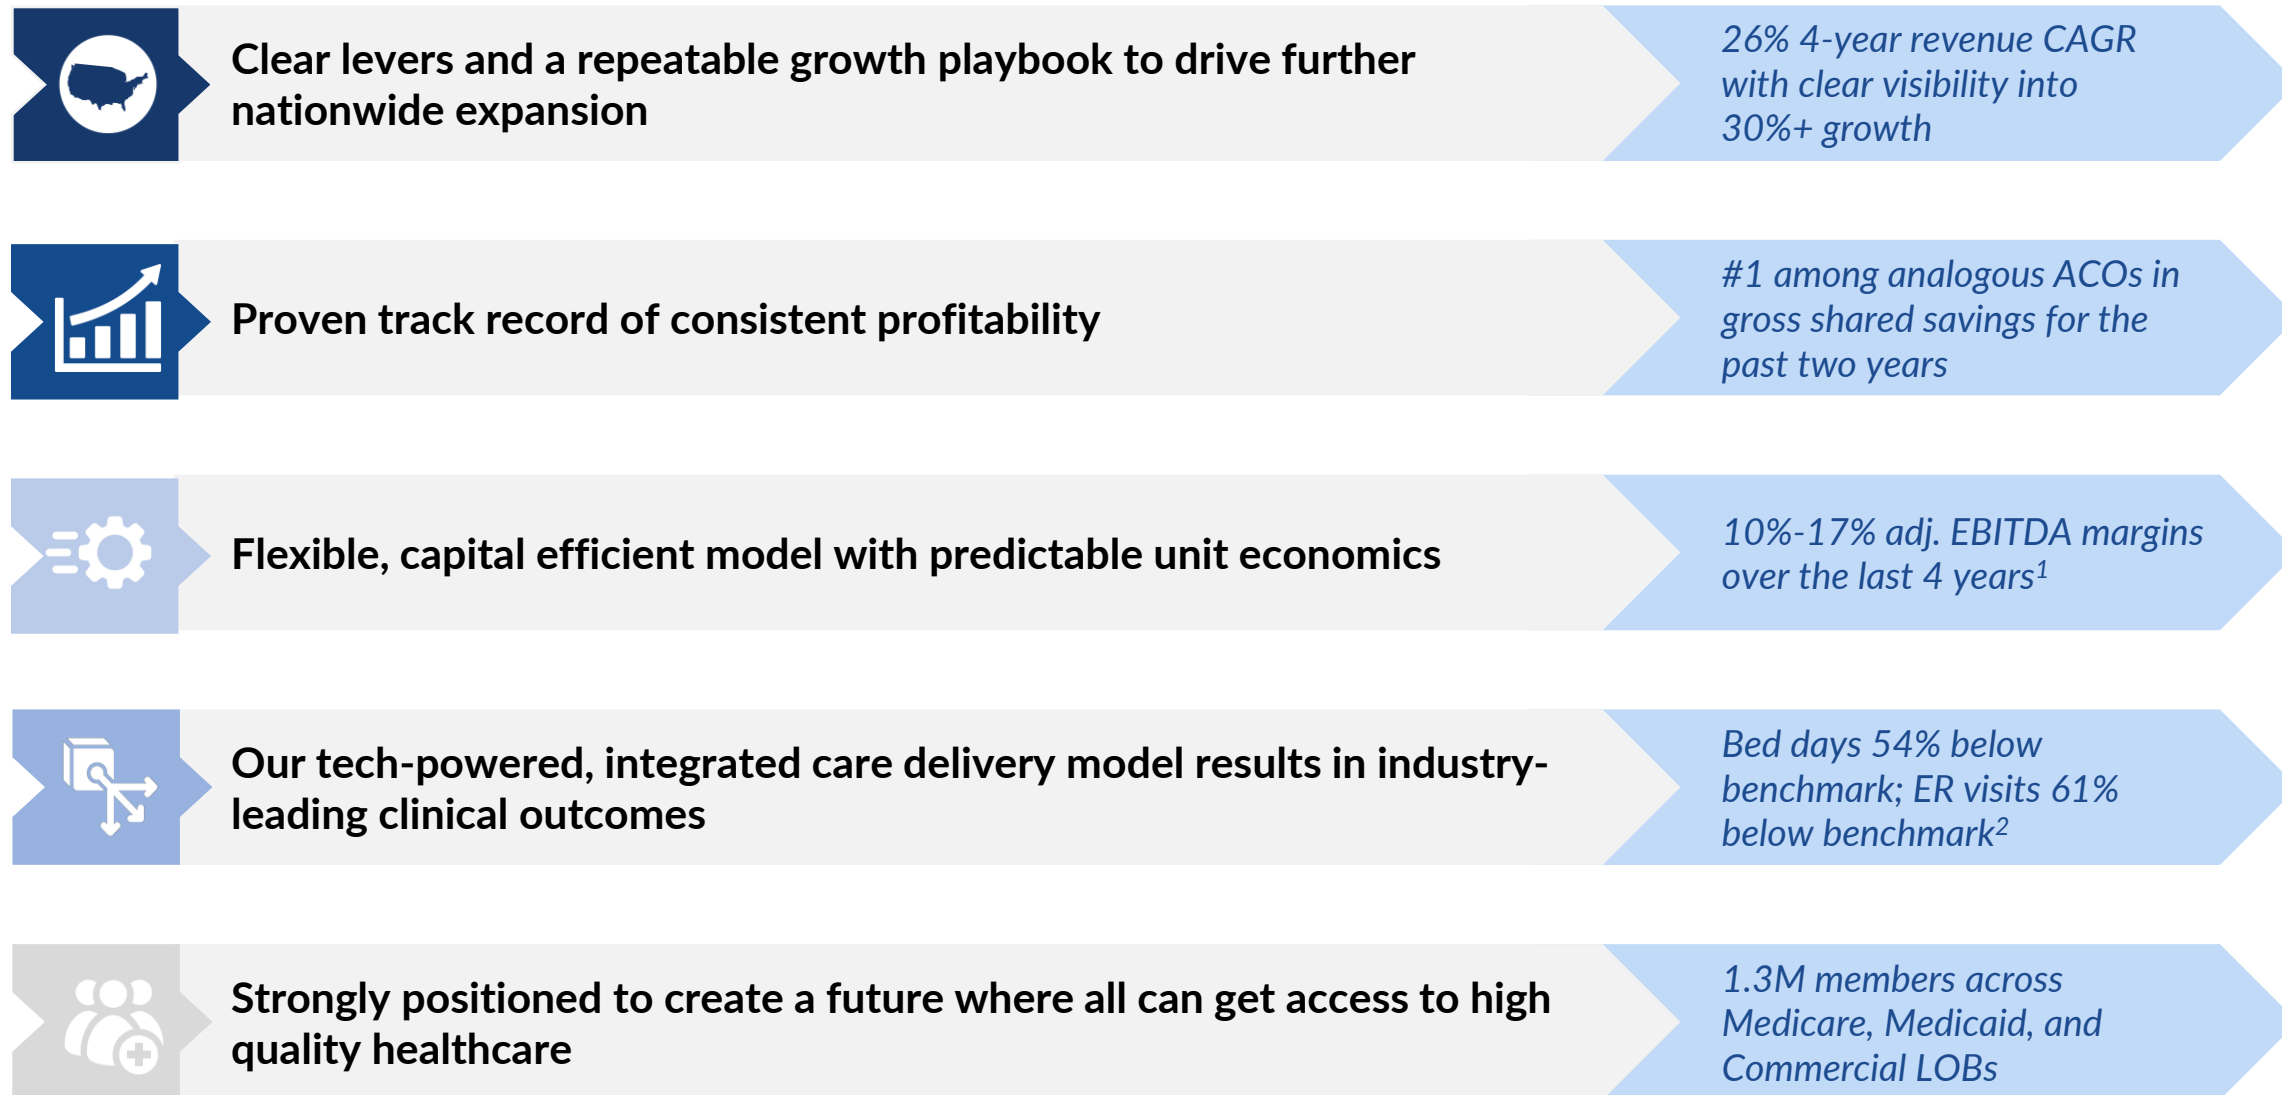 Clear levers and a repeatable growth playbook to drive further
nationwide expansion
26% 4-year revenue CAGR
with clear visibility into
30%+ growth
Proven track record of consistent profitability
#1 among analogous ACOs in
gross shared savings for the
past two years
Flexible, capital efficient model with predictable unit economics
10%-17% adj. EBITDA margins
over the last 4 years¹
Our tech-powered, integrated care delivery model results in industry-
leading clinical outcomes
Bed days 54% below
benchmark; ER visits 61%
below benchmark²
Strongly positioned to create a future where all can get access to high
quality healthcare
1.3M members across
Medicare, Medicaid, and
Commercial LOBs